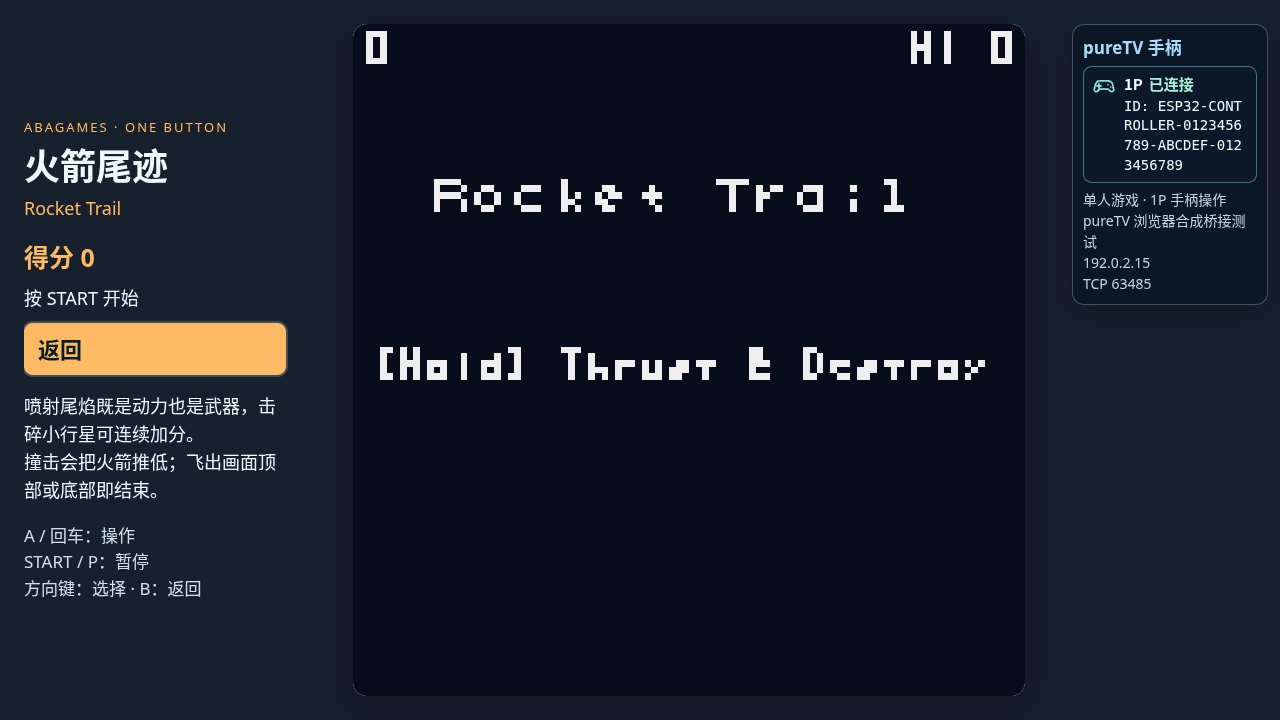 ABAGAMES · ONE BUTTON
火箭尾迹
Rocket Trail
得分 0
按 START 开始
返回
喷射尾焰既是动力也是武器，击
碎小行星可连续加分。
撞击会把火箭推低；飞出画面顶
部或底部即结束。
A / 回车：操作
START / P：暂停
方向键：选择 · B：返回
0
HI 0
Rocket Trail
[Hold] Thrust & Destroy
pureTV 手柄
1P 已连接
ID: ESP32-CONT
ROLLER-0123456
789-ABCDEF-012
3456789
单人游戏 · 1P 手柄操作
pureTV 浏览器合成桥接测
试
192.0.2.15
TCP 63485